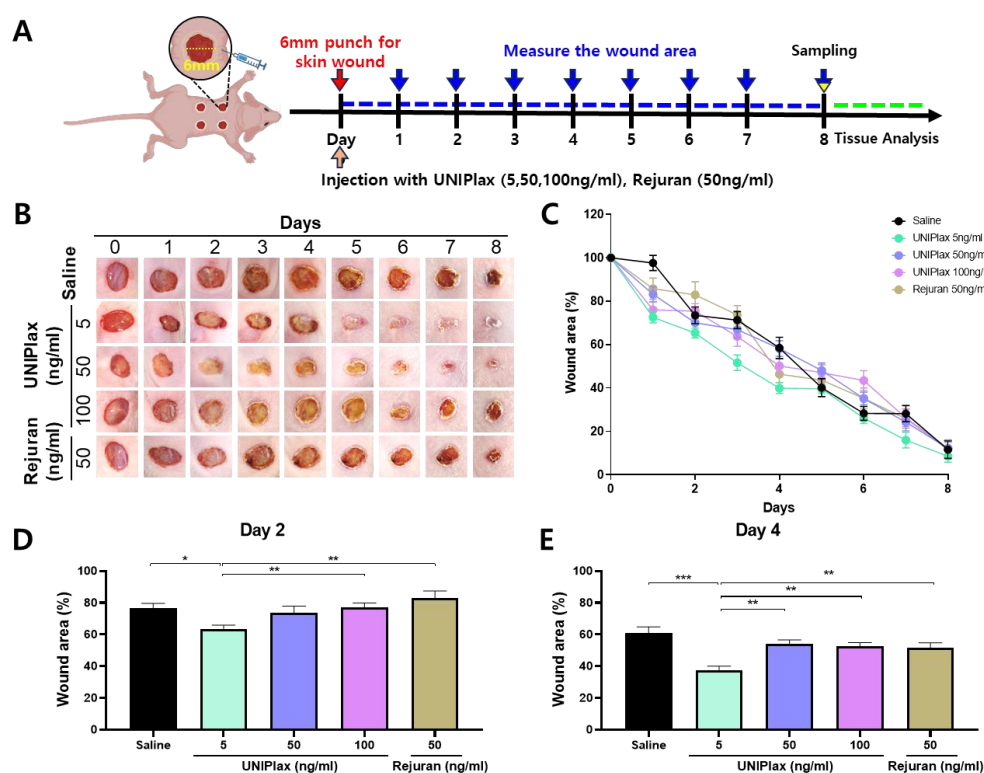 A
6mm punch for
skin wound
Measure the wound area
Sampling
6mm
Day
1
2
3
4
5
6
7
8
Tissue Analysis
Injection with UNIPlax (5,50,100ng/ml), Rejuran (50ng/ml)
B
Days
0 1 2 3 4 5 6 7 8
Saline
UNIPlax
(ng/ml)
5
50
100
Rejuran
(ng/ml)
50
C
Wound area (%)
120
100
80
60
40
20
0
0 2 4 6 8
Days
Saline
UNIPlax 5ng/ml
UNIPlax 50ng/m
UNIPlax 100ng/
Rejuran 50ng/m
D
Day 2
Wound area (%)
100
80
60
40
20
0
*
**
**
Saline 5 50 100 50
UNIPlax (ng/ml) Rejuran (ng/ml)
E
Day 4
Wound area (%)
100
80
60
40
20
0
***
**
**
**
Saline 5 50 100 50
UNIPlax (ng/ml) Rejuran (ng/ml)